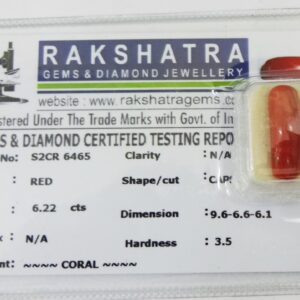 RAKSHATRA
GEMS & DIAMOND JEWELLERY
website : www.rakshatragems.c
stered Under The Trade Marks with Govt. of In
S & DIAMOND CERTIFIED TESTING REPO
No : S2CR 6465 Clarity : N/A
: RED Shape/cut : CAPS
: 6.22 cts Dimension : 9.6-6.6-6.1
x : N/A Hardness : 3.5
nt: ~~~~ CORAL ~~~~